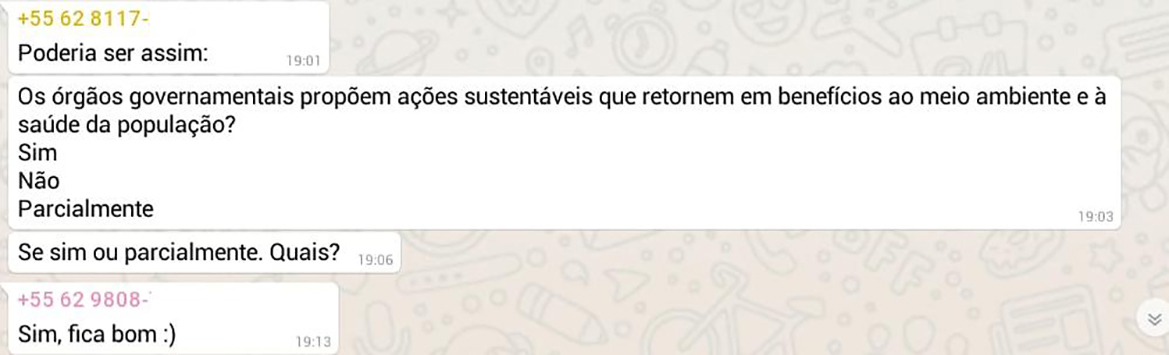 +55 62 8117-
Poderia ser assim:
19:01
Os órgãos governamentais propõem ações sustentáveis que retornem em benefícios ao meio ambiente e à
saúde da população?
Sim
Não
Parcialmente
19:03
Se sim ou parcialmente. Quais?
19:06
+55 62 9808-
Sim, fica bom :)
19:13